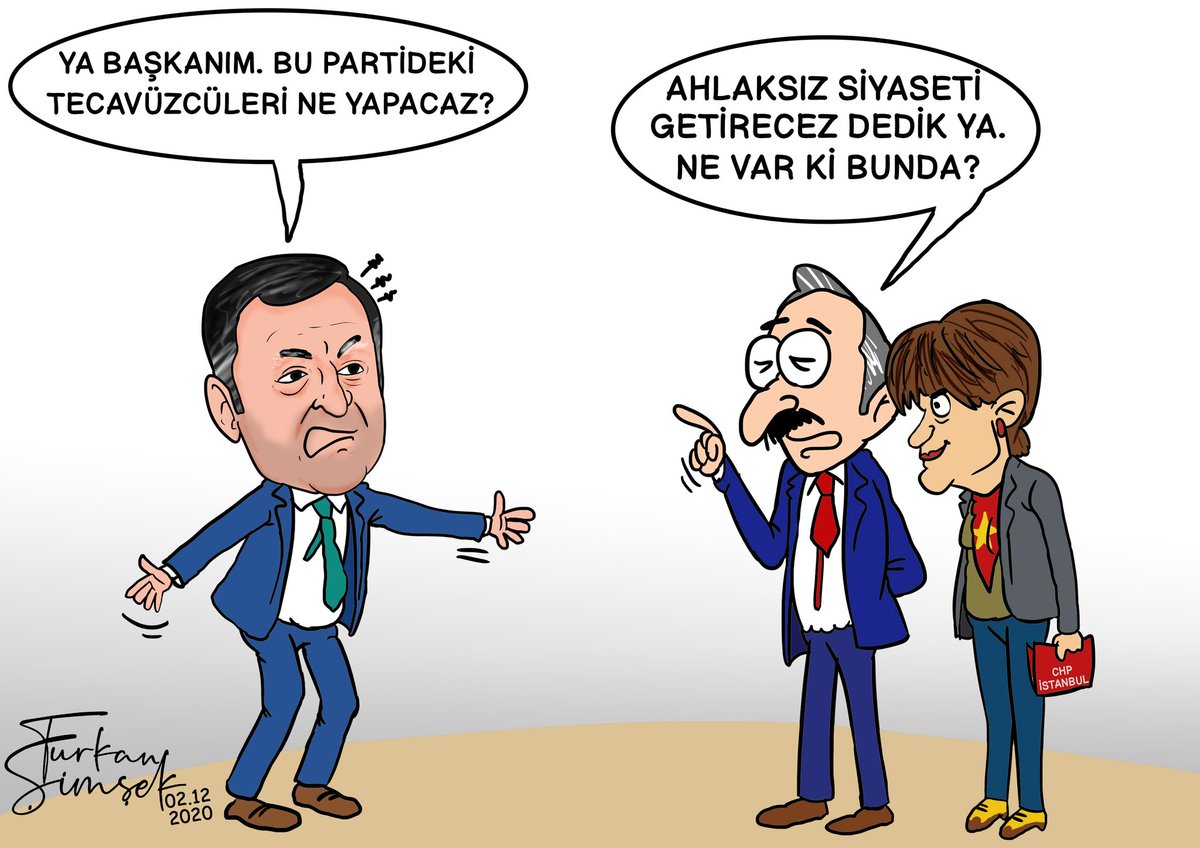 YA BAŞKANIM. BU PARTİDEKİ
TECAVÜZCÜLERİ NE YAPACAZ?
AHLAKSIZ SİYASETİ
GETİRECEZ DEDİK YA.
NE VAR Kİ BUNDA?
CHP
İSTANBUL
Furkan
Şimşek
02.12
2020